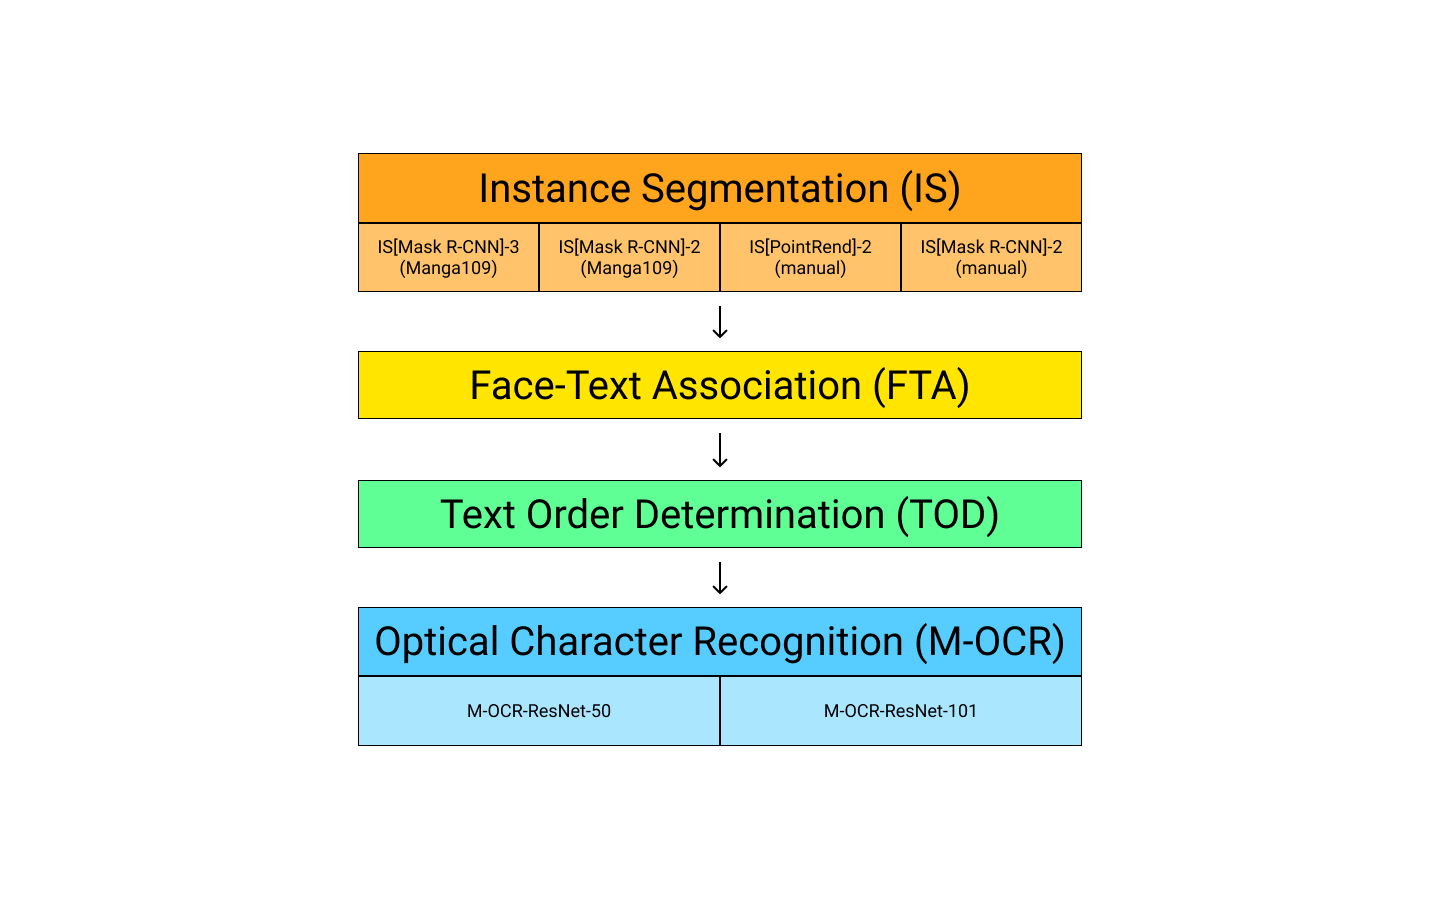 Instance Segmentation (IS)
IS[Mask R-CNN]-3
(Manga109)
IS[Mask R-CNN]-2
(Manga109)
IS[PointRend]-2
(manual)
IS[Mask R-CNN]-2
(manual)
Face-Text Association (FTA)
Text Order Determination (TOD)
Optical Character Recognition (M-OCR)
M-OCR-ResNet-50
M-OCR-ResNet-101